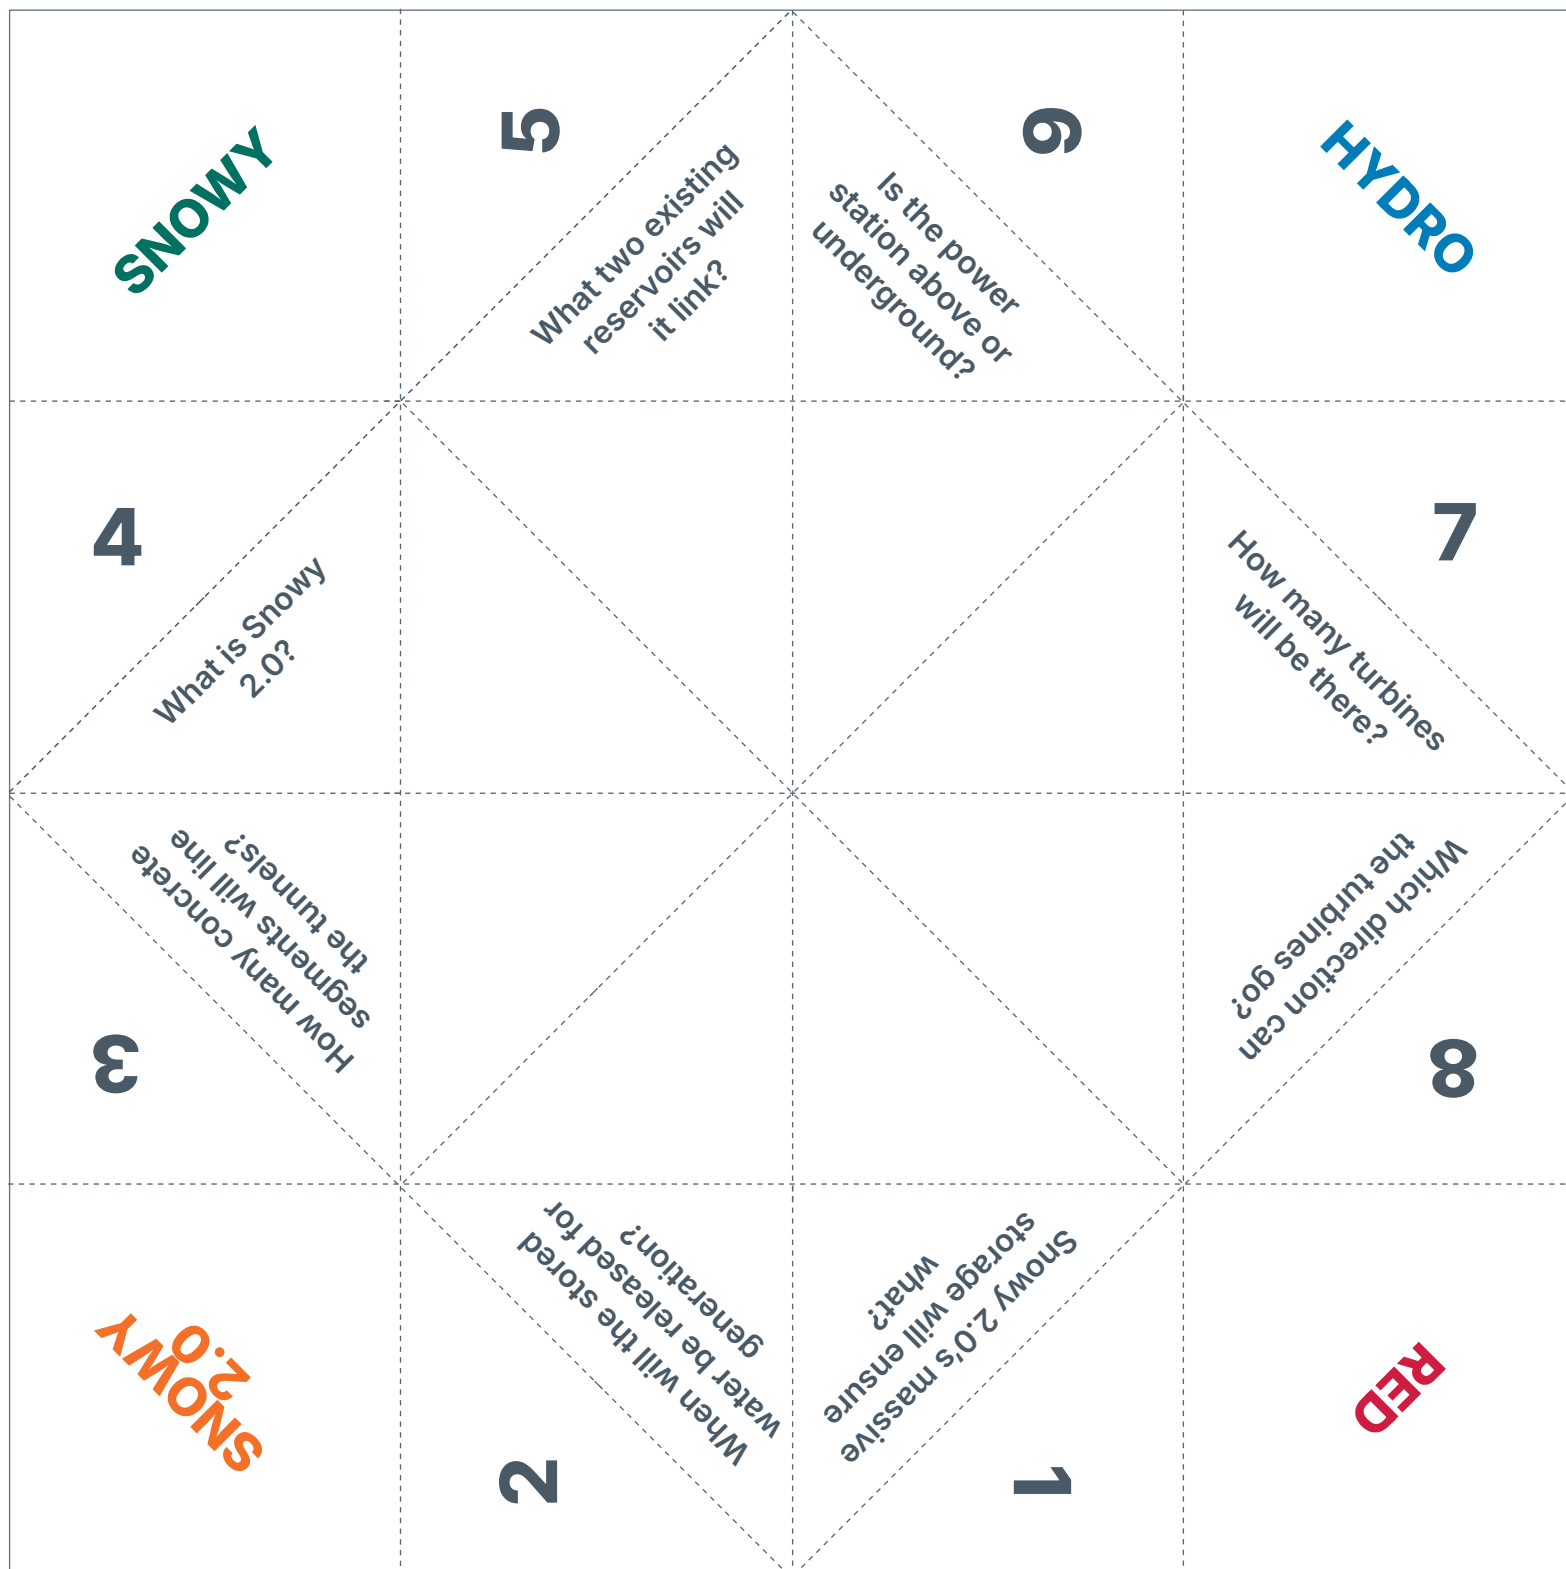 SNOWY
5
What two existing
reservoirs will
it link?
6
Is the power
station above or
underground?
HYDRO
4
What is Snowy
2.0?
7
How many turbines
will be there?
3
How many concrete
segments will line
the tunnels?
8
Which direction can
the turbines go?
SNOWY
2.0
2
When will the stored
water be released for
generation?
1
Snowy 2.0's massive
storage will ensure
what?
RED